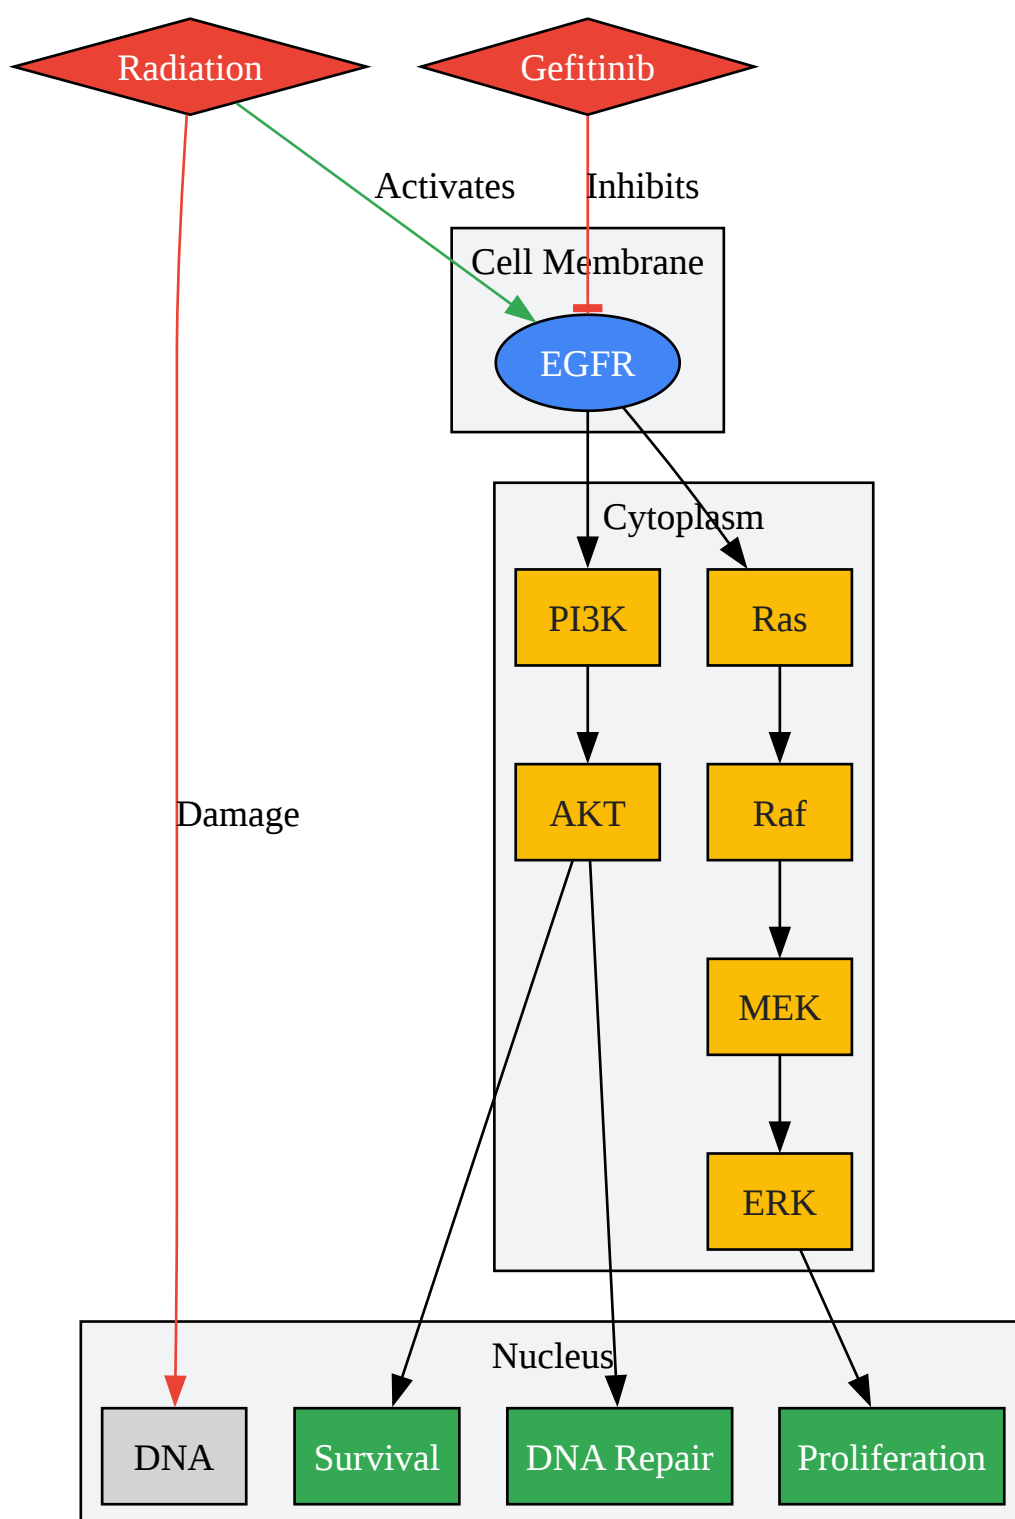 Radiation
Gefitinib
Activates
Inhibits
Cell Membrane
EGFR
Cytoplasm
PI3K
Ras
AKT
Raf
Damage
MEK
ERK
Nucleus
DNA
Survival
DNA Repair
Proliferation